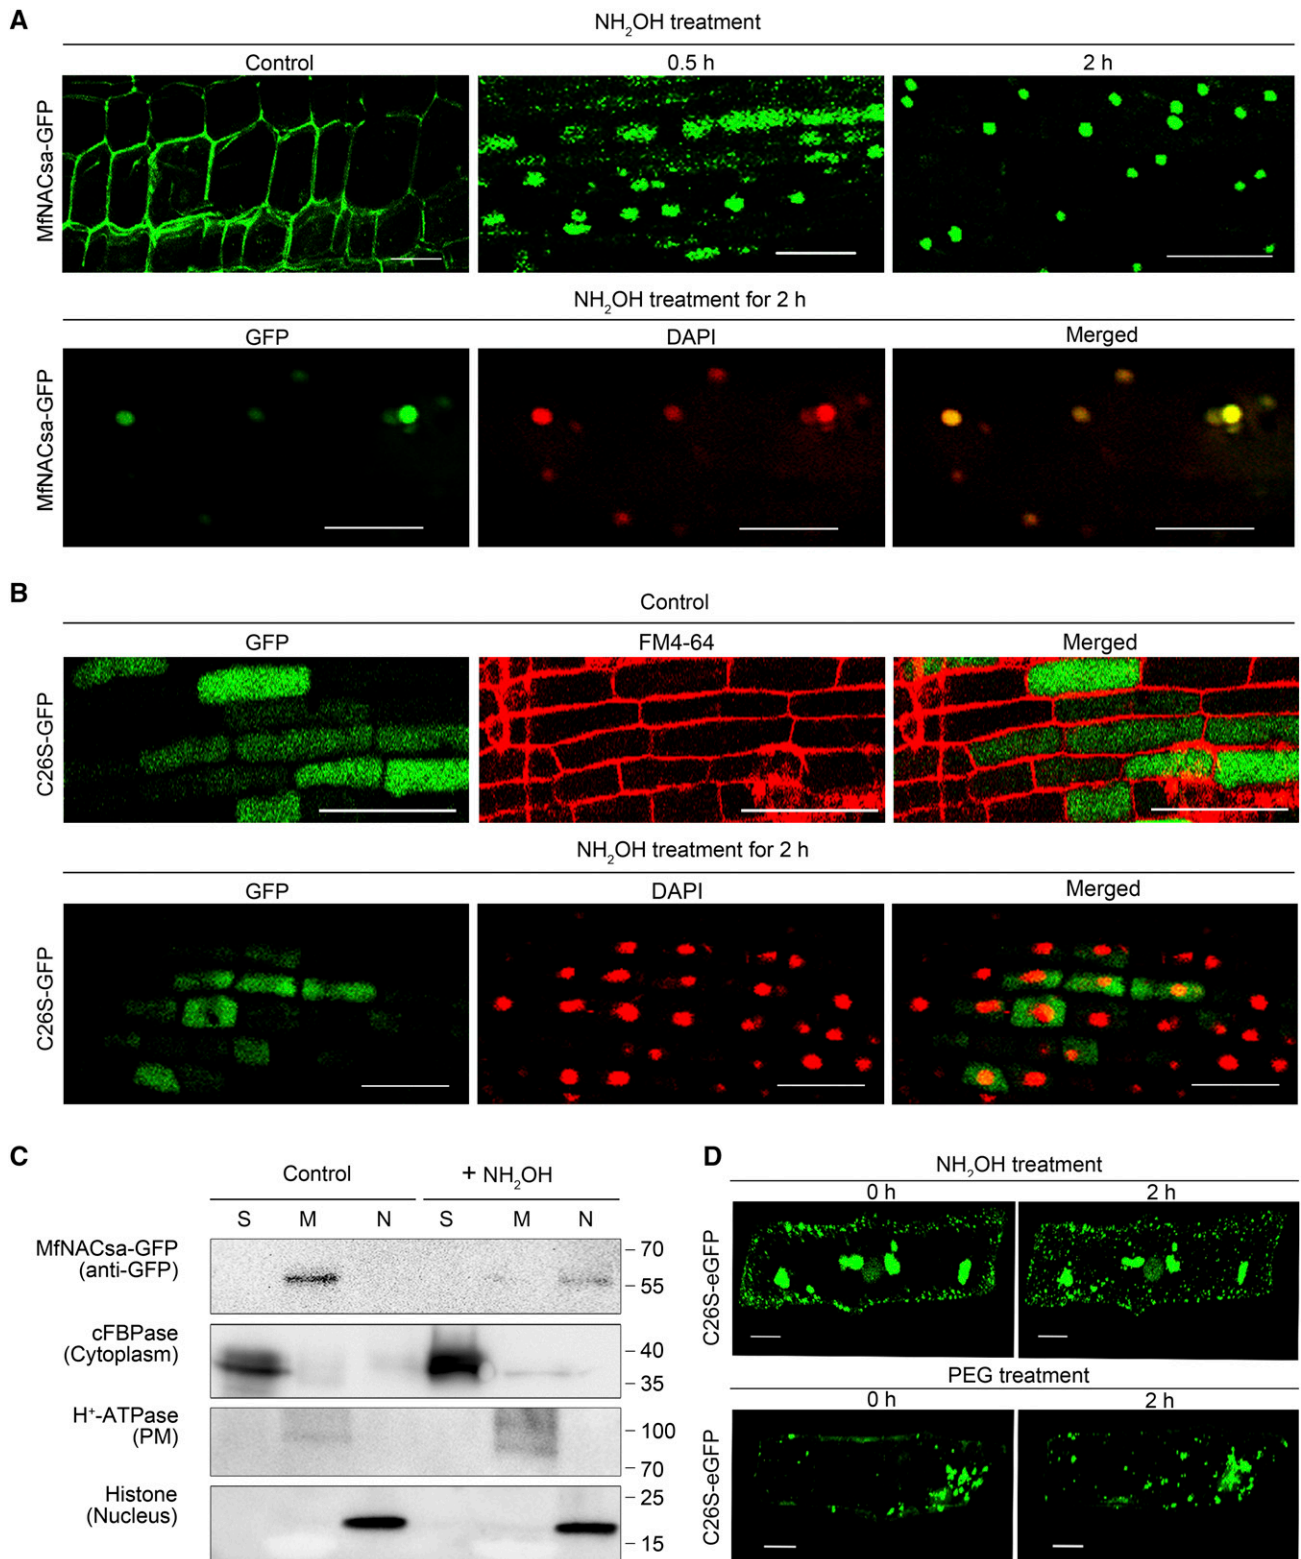 A
NH₂OH treatment
Control 0.5 h 2 h
MfNACsa-GFP
NH₂OH treatment for 2 h
GFP DAPI Merged
MfNACsa-GFP
B
Control
GFP FM4-64 Merged
C26S-GFP
NH₂OH treatment for 2 h
GFP DAPI Merged
C26S-GFP
C
Control + NH₂OH
S M N S M N
MfNACsa-GFP
(anti-GFP)
70
55
cFBPase
(Cytoplasm)
40
35
H⁺-ATPase
(PM)
100
70
Histone
(Nucleus)
25
15
D
NH₂OH treatment
0 h 2 h
C26S-eGFP
PEG treatment
0 h 2 h
C26S-eGFP